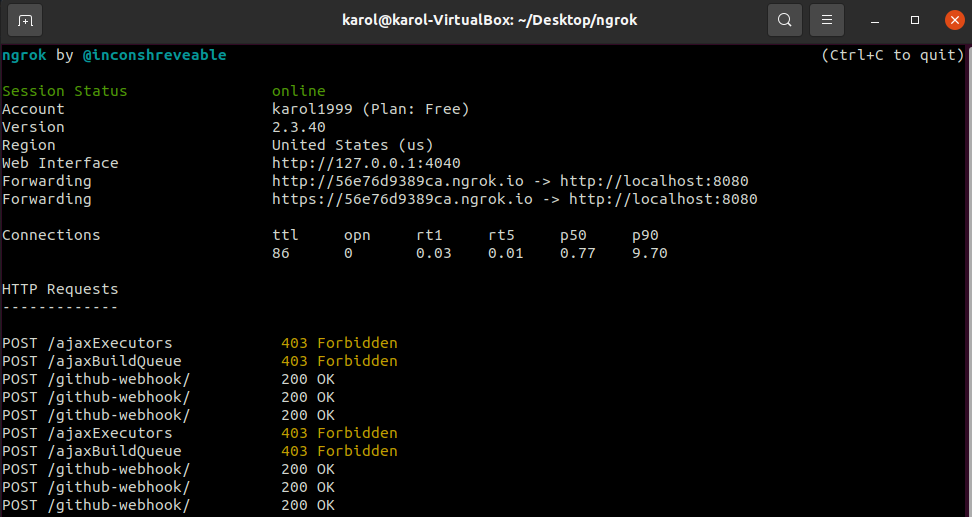 karol@karol-VirtualBox: ~/Desktop/ngrok
ngrok by @inconshreveable (Ctrl+C to quit)
Session Status online
Account karol1999 (Plan: Free)
Version 2.3.40
Region United States (us)
Web Interface http://127.0.0.1:4040
Forwarding http://56e76d9389ca.ngrok.io -> http://localhost:8080
Forwarding https://56e76d9389ca.ngrok.io -> http://localhost:8080
Connections ttl opn rt1 rt5 p50 p90
86 0 0.03 0.01 0.77 9.70
HTTP Requests
-------------
POST /ajaxExecutors 403 Forbidden
POST /ajaxBuildQueue 403 Forbidden
POST /github-webhook/ 200 OK
POST /github-webhook/ 200 OK
POST /github-webhook/ 200 OK
POST /ajaxExecutors 403 Forbidden
POST /ajaxBuildQueue 403 Forbidden
POST /github-webhook/ 200 OK
POST /github-webhook/ 200 OK
POST /github-webhook/ 200 OK